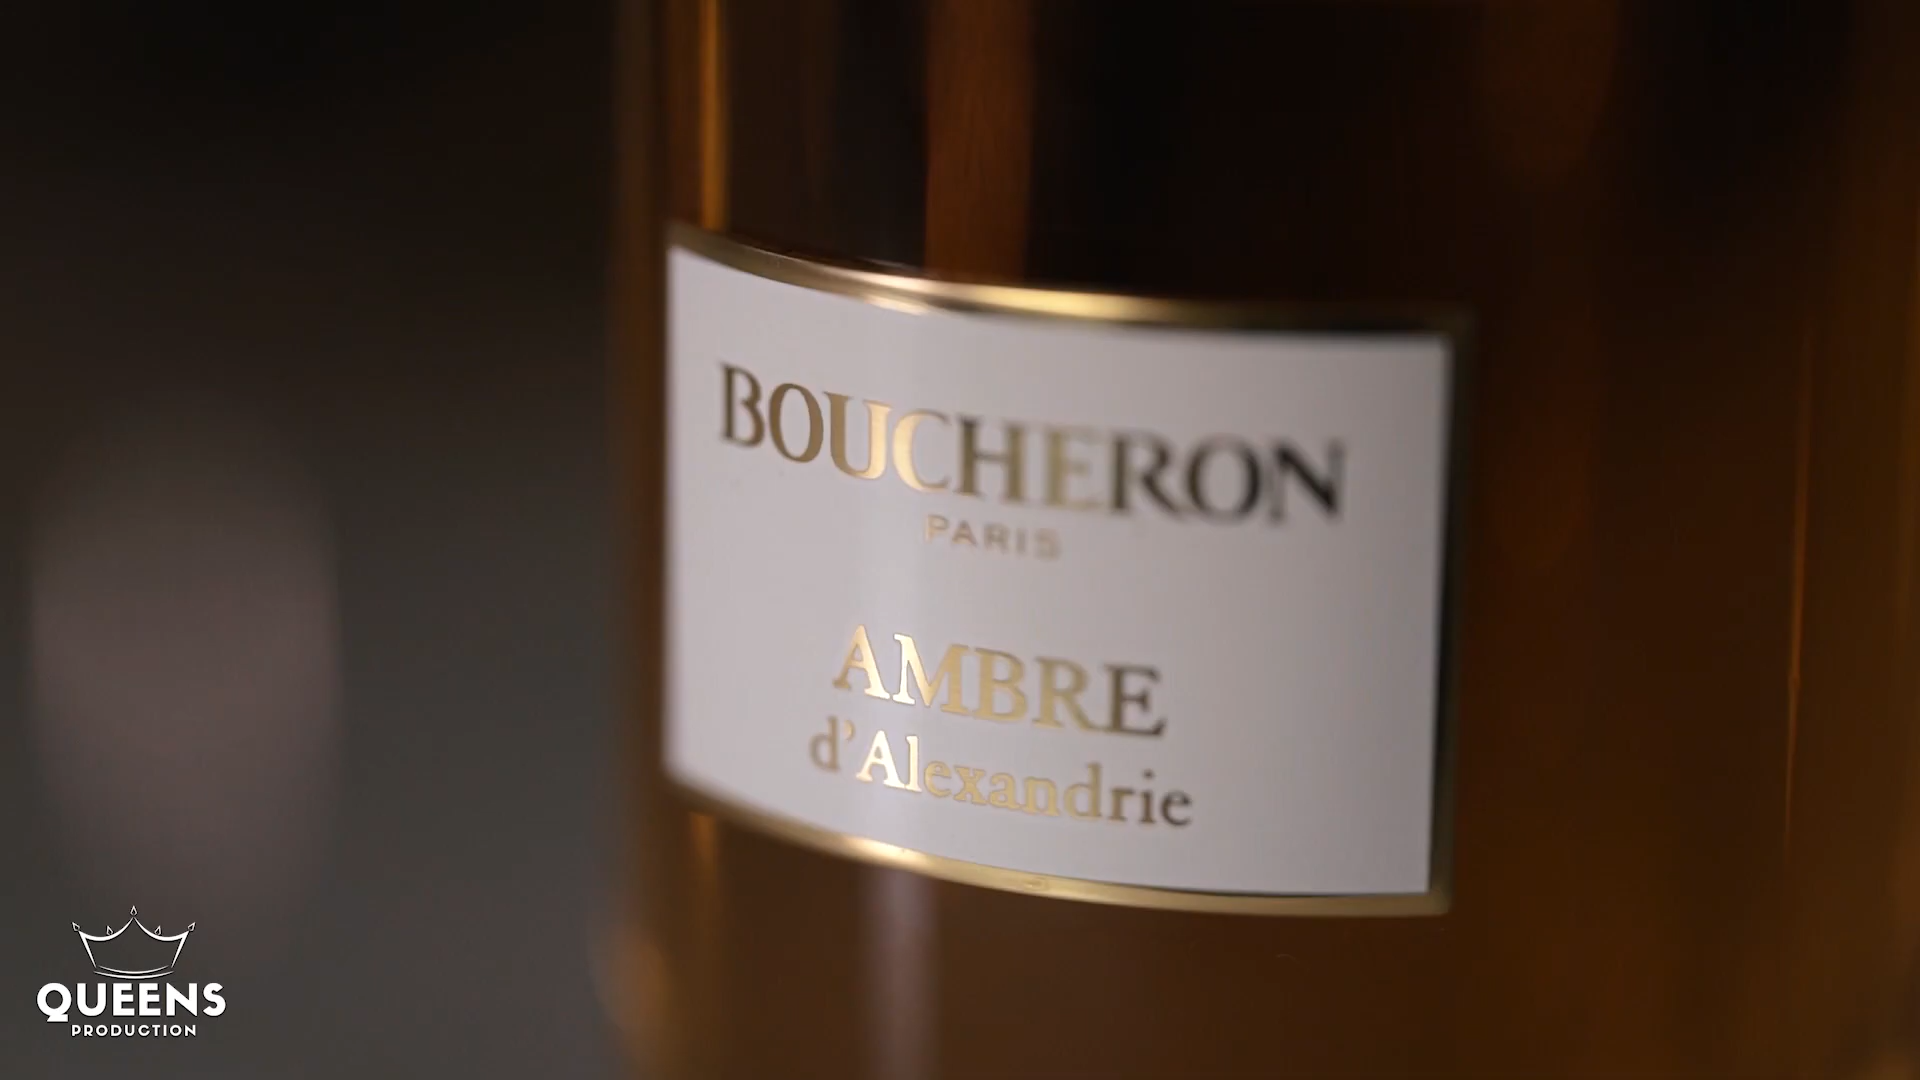 BOUCHERON
PARIS
AMBRE
d’Alexandrie
QUEENS
PRODUCTION